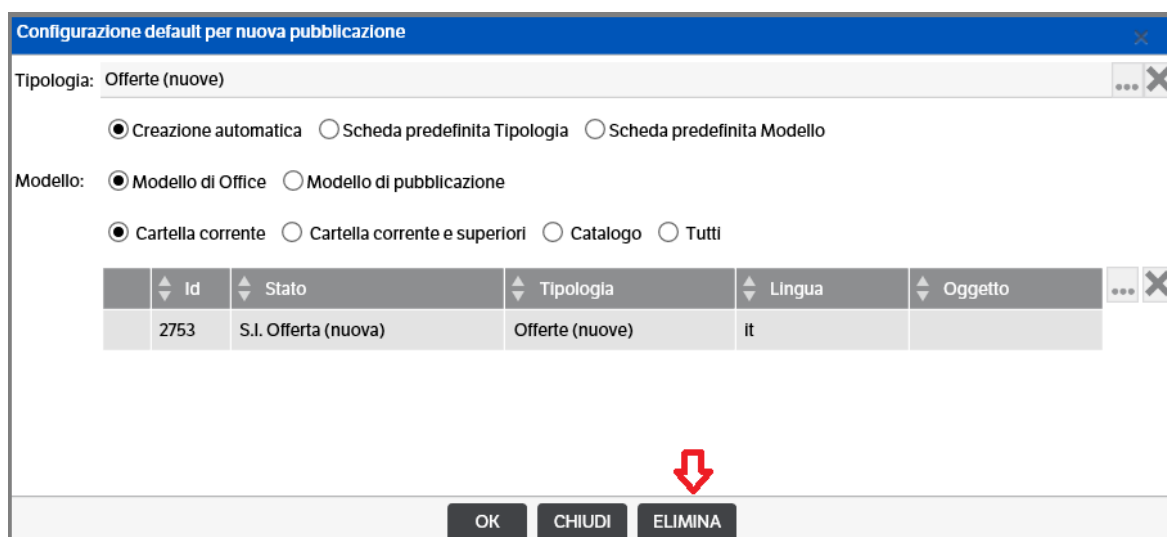 Configurazione default per nuova pubblicazione
Tipologia: Offerte (nuove)
Creazione automatica Scheda predefinita Tipologia Scheda predefinita Modello
Modello: Modello di Office Modello di pubblicazione
Cartella corrente Cartella corrente e superiori Catalogo Tutti
Id Stato Tipologia Lingua Oggetto
2753 S.I. Offerta (nuova) Offerte (nuove) it
OK CHIUDI ELIMINA